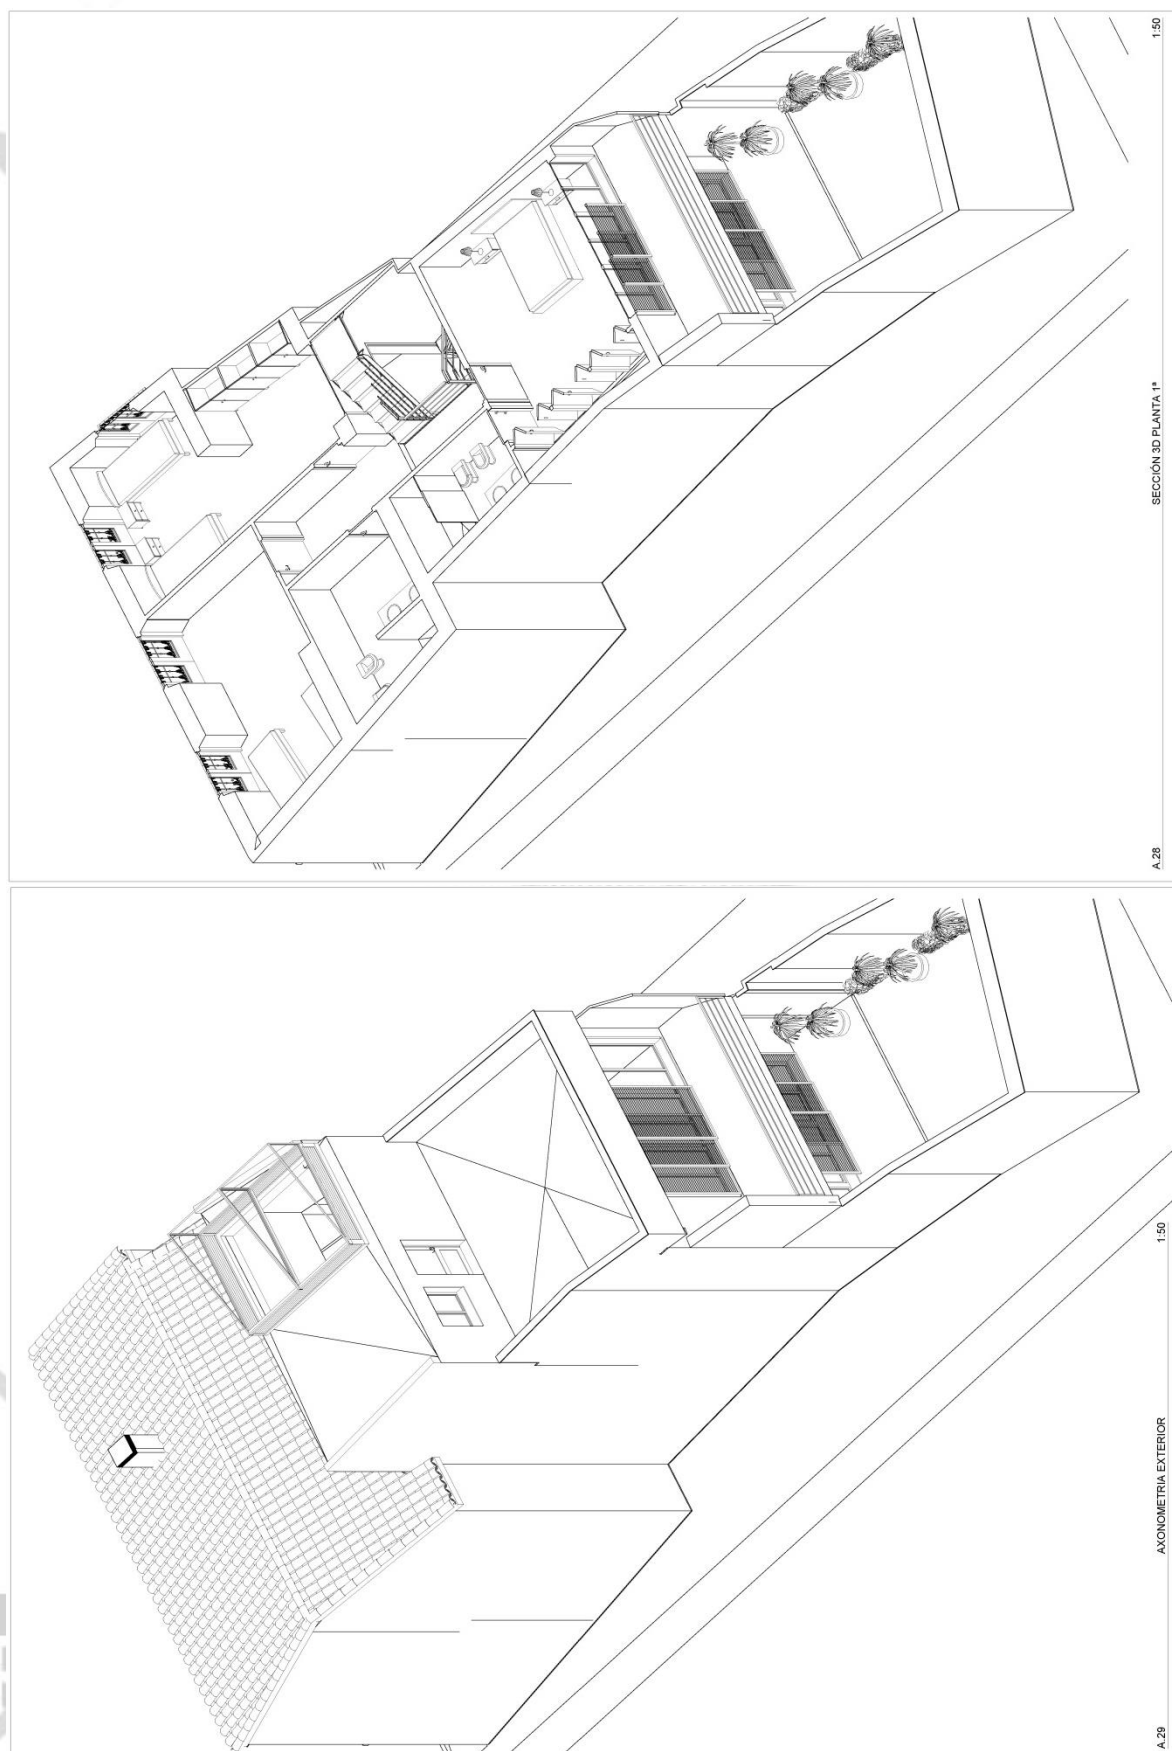 A.28
SECCIÓN 3D PLANTA 1ª
1:50
A.29
AXONOMETRIA EXTERIOR
1:50